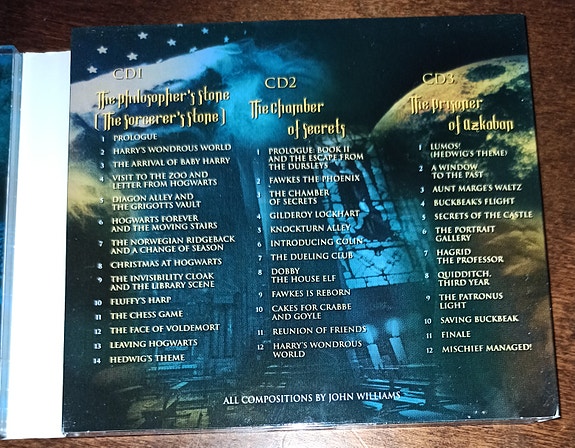 CD1
The Philosopher's Stone
[The Sorcerer's Stone]
1 PROLOGUE
2 HARRY'S WONDROUS WORLD
3 THE ARRIVAL OF BABY HARRY
4 VISIT TO THE ZOO AND
LETTER FROM HOGWARTS
5 DIAGON ALLEY AND
THE GRIGOTTS VAULT
6 HOGWARTS FOREVER
AND THE MOVING STAIRS
7 THE NORWEGIAN RIDGEBACK
AND A CHANGE OF SEASON
8 CHRISTMAS AT HOGWARTS
9 THE INVISIBILITY CLOAK
AND THE LIBRARY SCENE
10 FLUFFY'S HARP
11 THE CHESS GAME
12 THE FACE OF VOLDEMORT
13 LEAVING HOGWARTS
14 HEDWIG'S THEME
CD2
The Chamber
of Secrets
1 PROLOGUE: BOOK II
AND THE ESCAPE FROM
THE DURSLEYS
2 FAWKES THE PHOENIX
3 THE CHAMBER
OF SECRETS
4 GILDEROY LOCKHART
5 KNOCKTURN ALLEY
6 INTRODUCING COLIN
7 THE DUELING CLUB
8 DOBBY
THE HOUSE ELF
9 FAWKES IS REBORN
10 CAKES FOR CRABBE
AND GOYLE
11 REUNION OF FRIENDS
12 HARRY'S WONDROUS
WORLD
CD3
The Prisoner
of Azkaban
1 LUMOS!
(HEDWIG'S THEME)
2 A WINDOW
TO THE PAST
3 AUNT MARGE'S WALTZ
4 BUCKBEAK'S FLIGHT
5 SECRETS OF THE CASTLE
6 THE PORTRAIT
GALLERY
7 HAGRID
THE PROFESSOR
8 QUIDDITCH,
THIRD YEAR
9 THE PATRONUS
LIGHT
10 SAVING BUCKBEAK
11 FINALE
12 MISCHIEF MANAGED!
ALL COMPOSITIONS BY JOHN WILLIAMS